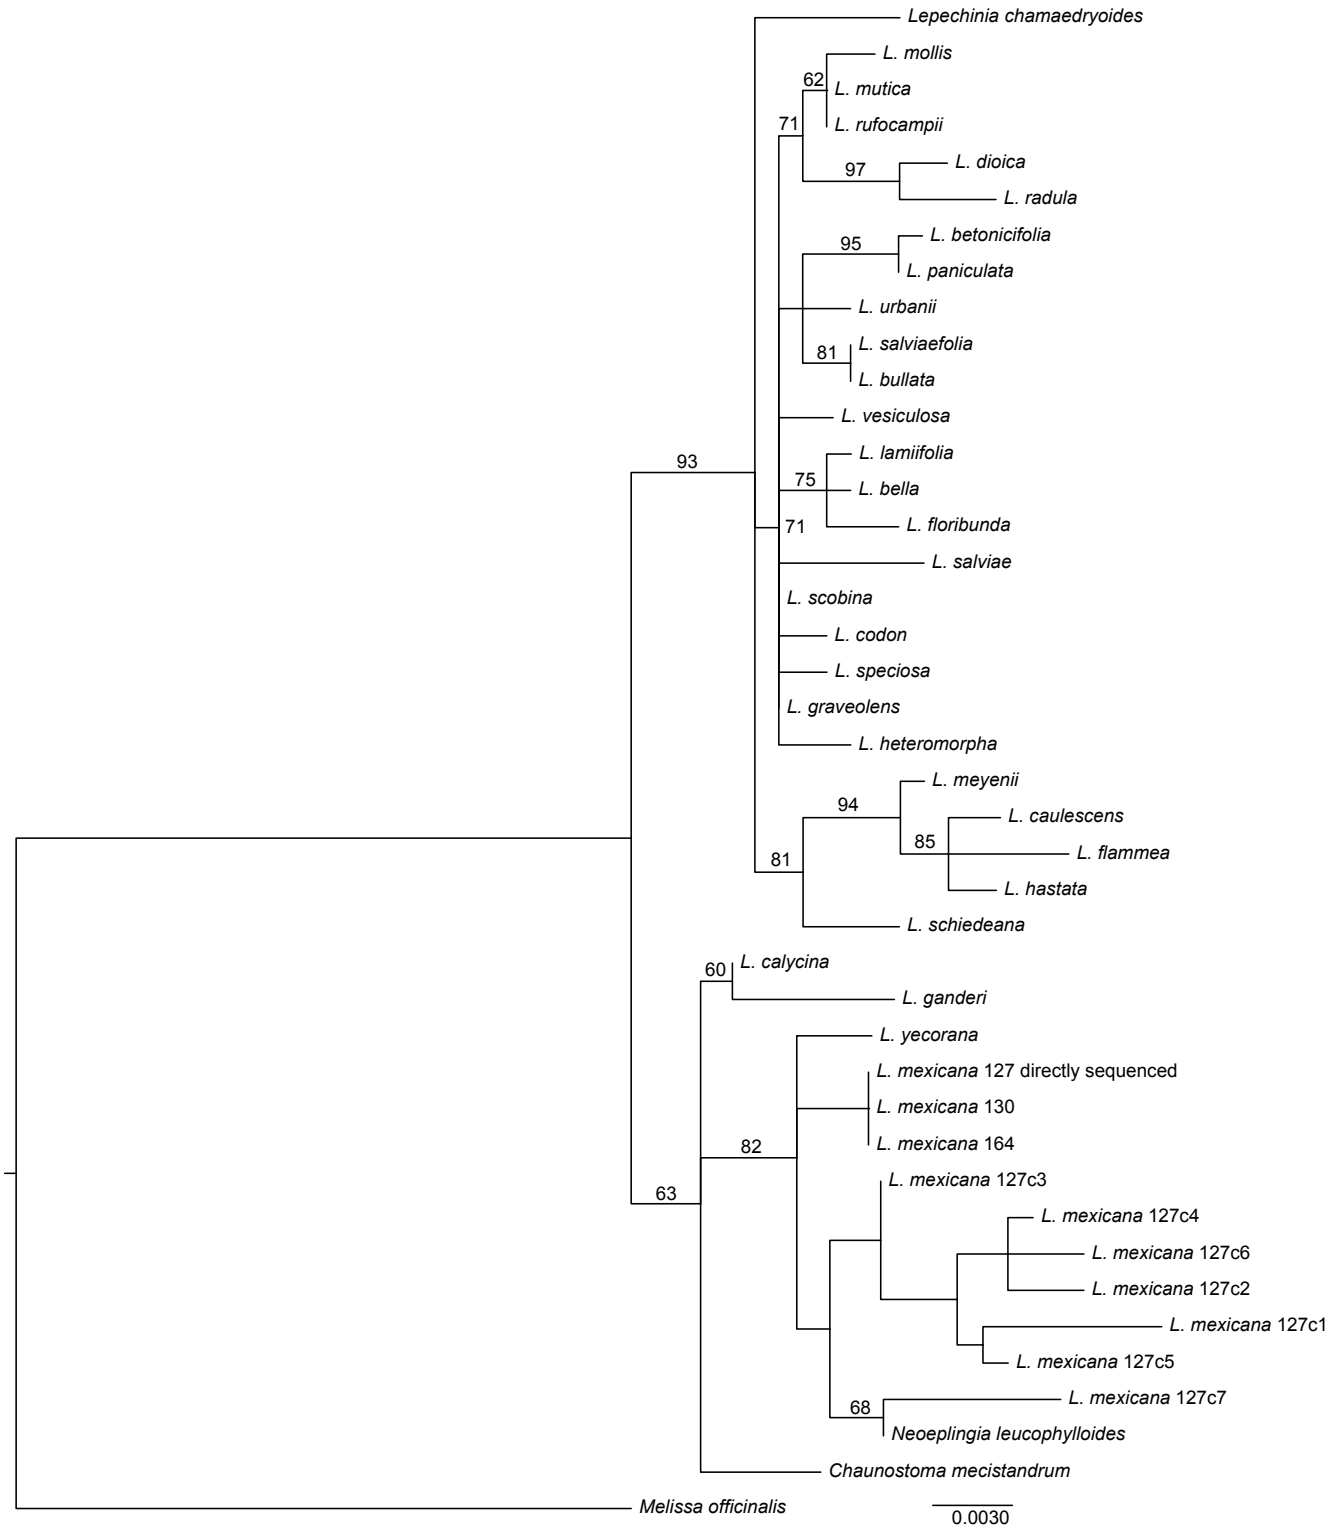 Lepechinia chamaedryoides
L. mollis
62
L. mutica
71
L. rufocampii
L. dioica
97
L. radula
L. betonicifolia
95
L. paniculata
L. urbanii
L. salviaefolia
81
L. bullata
L. vesiculosa
L. lamiifolia
93
75
L. bella
L. floribunda
71
L. salviae
L. scobina
L. codon
L. speciosa
L. graveolens
L. heteromorpha
L. meyenii
94
L. caulescens
85
L. flammea
81
L. hastata
L. schiedeana
L. calycina
60
L. ganderi
L. yecorana
L. mexicana 127 directly sequenced
L. mexicana 130
L. mexicana 164
82
L. mexicana 127c3
63
L. mexicana 127c4
L. mexicana 127c6
L. mexicana 127c2
L. mexicana 127c1
L. mexicana 127c5
L. mexicana 127c7
68
Neoeplingia leucophylloides
Chaunostoma mecistandrum
Melissa officinalis
0.0030